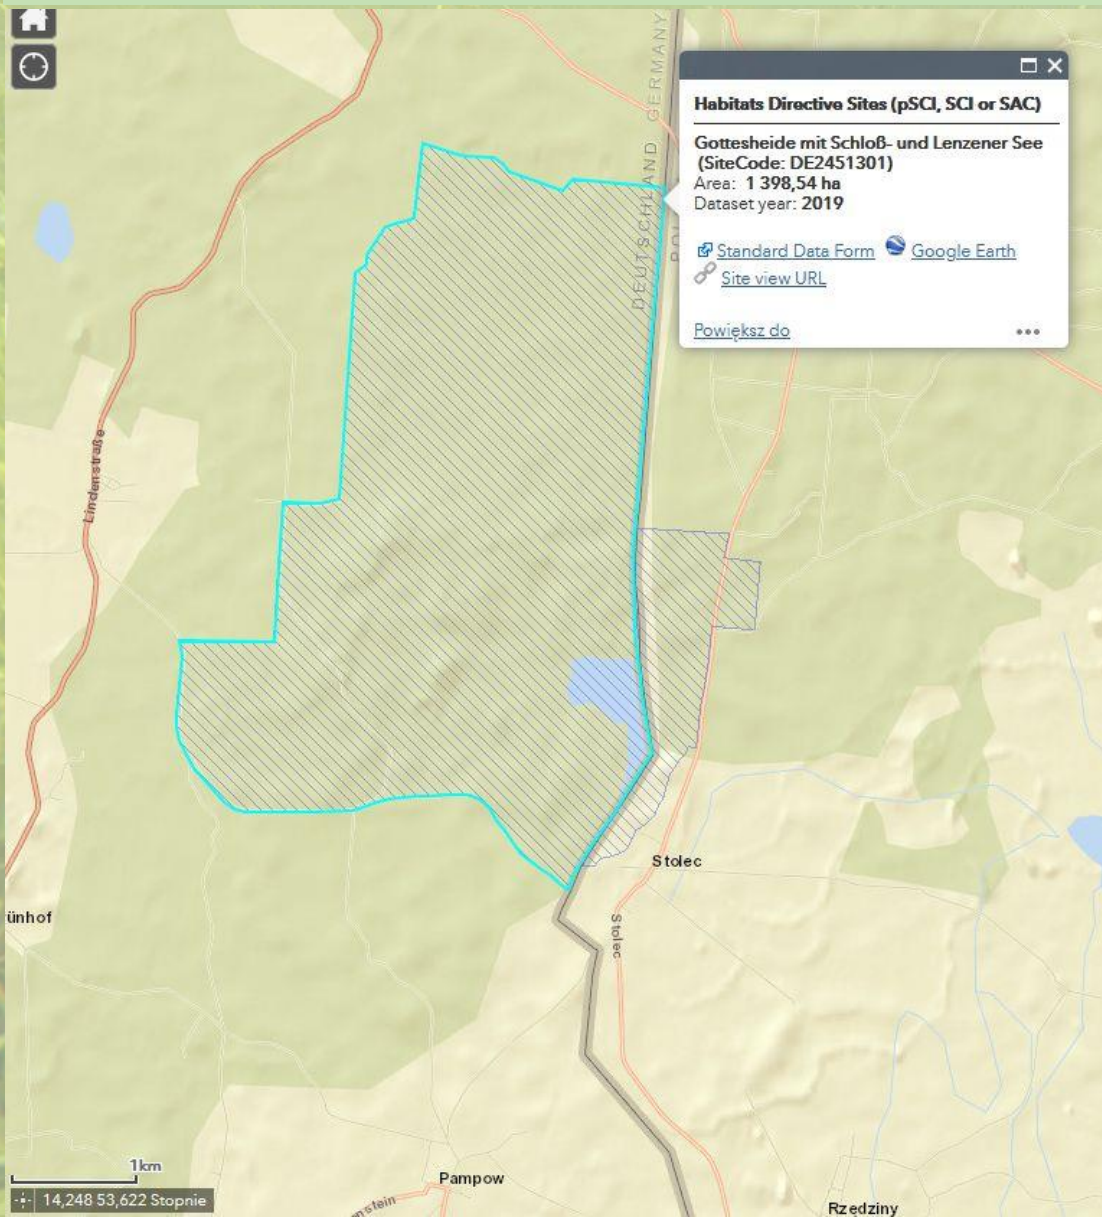 DEUTSCHLAND GERMANY
Habitats Directive Sites (pSCI, SCI or SAC)
Gottesheide mit Schloß- und Lenzener See
(SiteCode: DE2451301)
Area: 1 398,54 ha
Dataset year: 2019
Standard Data Form Google Earth
Site view URL
Powiększ do
Lindenstraße
Stolec
ünhof
Stolec
1km
Pampow
14,248 53,622 Stopnie
nstein
Rzędziny